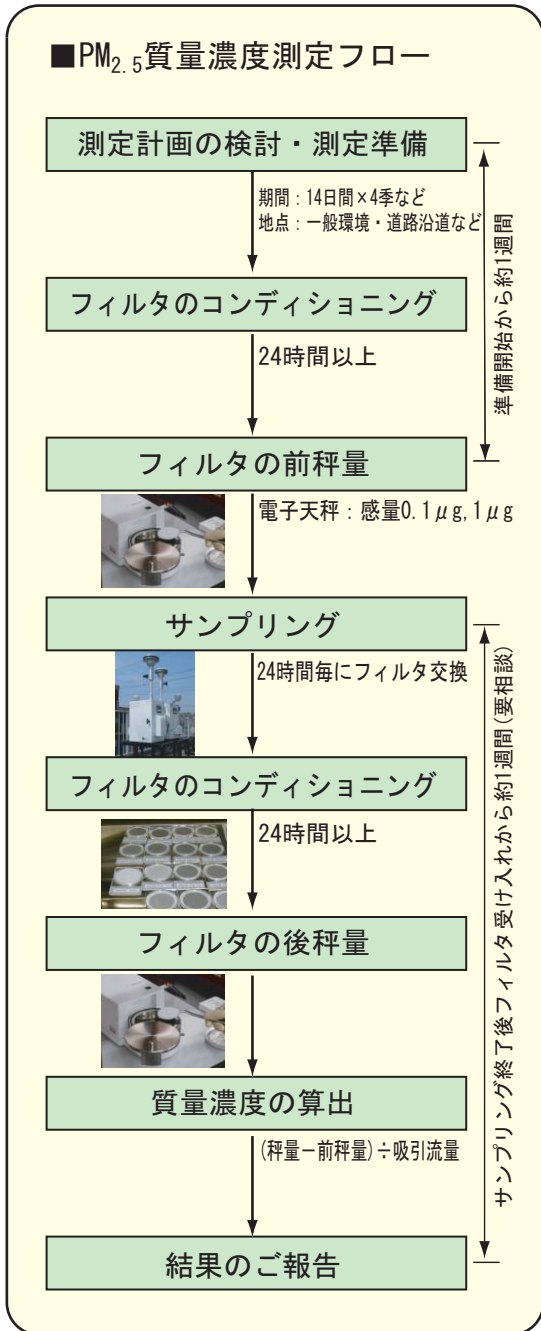 ■PM2.5質量濃度測定フロー
測定計画の検討・測定準備
期間：14日間×4季など
地点：一般環境・道路沿道など
フィルタのコンディショニング
24時間以上
フィルタの前秤量
準備開始から約1週間
電子天秤：感量0.1μg,1μg
サンプリング
24時間毎にフィルタ交換
フィルタのコンディショニング
24時間以上
フィルタの後秤量
質量濃度の算出
(秤量－前秤量)÷吸引流量
結果のご報告
サンプリング終了後フィルタ受け入れから約1週間(要相談)